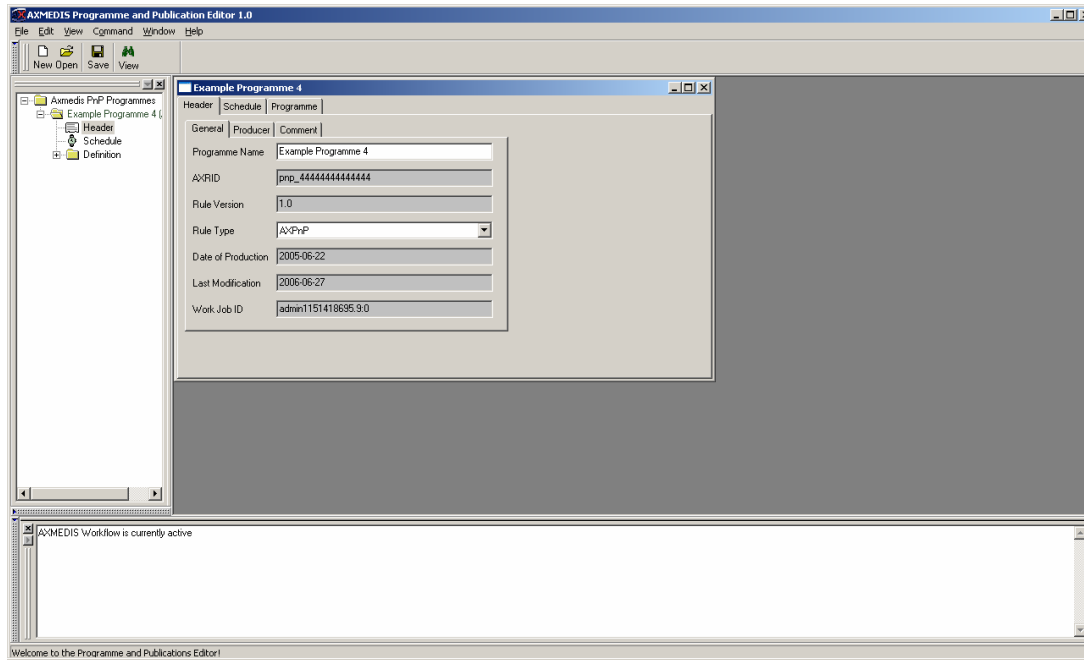 AXMEDIS Programme and Publication Editor 1.0
File Edit View Command Window Help
New Open Save View
Axmedis PnP Programmes
Example Programme 4 (.
Header
Schedule
Definition
Example Programme 4
Header Schedule Programme
General Producer Comment
Programme Name Example Programme 4
AXRID pnp_44444444444444
Rule Version 1.0
Rule Type AXPnP
Date of Production 2005-06-22
Last Modification 2006-06-27
Work Job ID admin1151418695.9:0
AXMEDIS Workflow is currently active
Welcome to the Programme and Publications Editor!